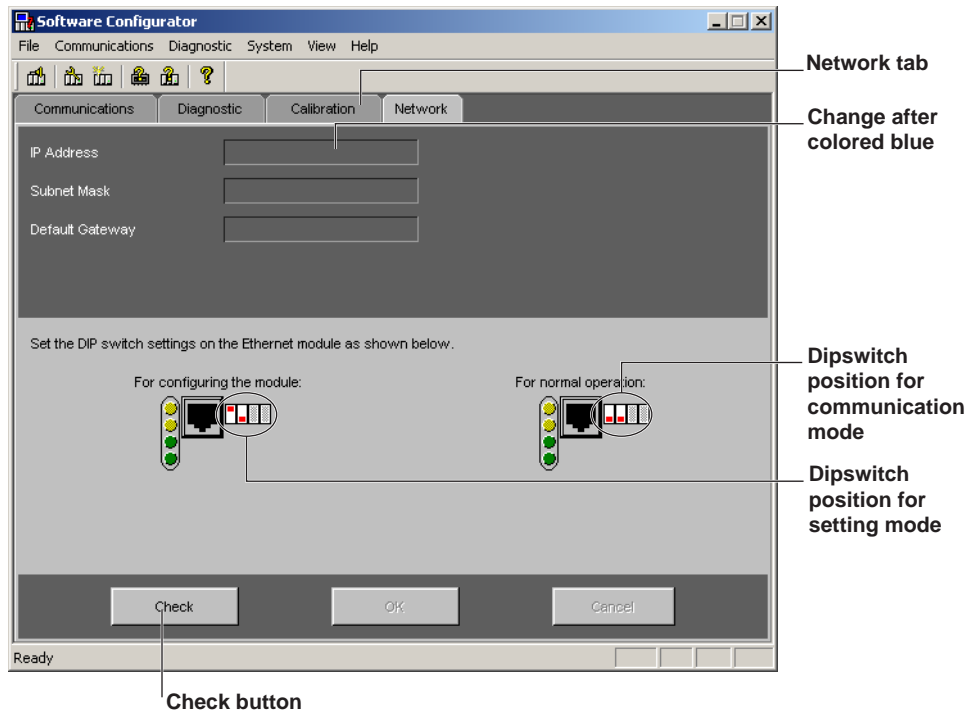 Software Configurator
File Communications Diagnostic System View Help
Network tab
Communications Diagnostic Calibration Network
Change after
colored blue
IP Address
Subnet Mask
Default Gateway
Set the DIP switch settings on the Ethernet module as shown below.
For configuring the module:
For normal operation:
Dipswitch
position for
communication
mode
Dipswitch
position for
setting mode
Check OK Cancel
Ready
Check button